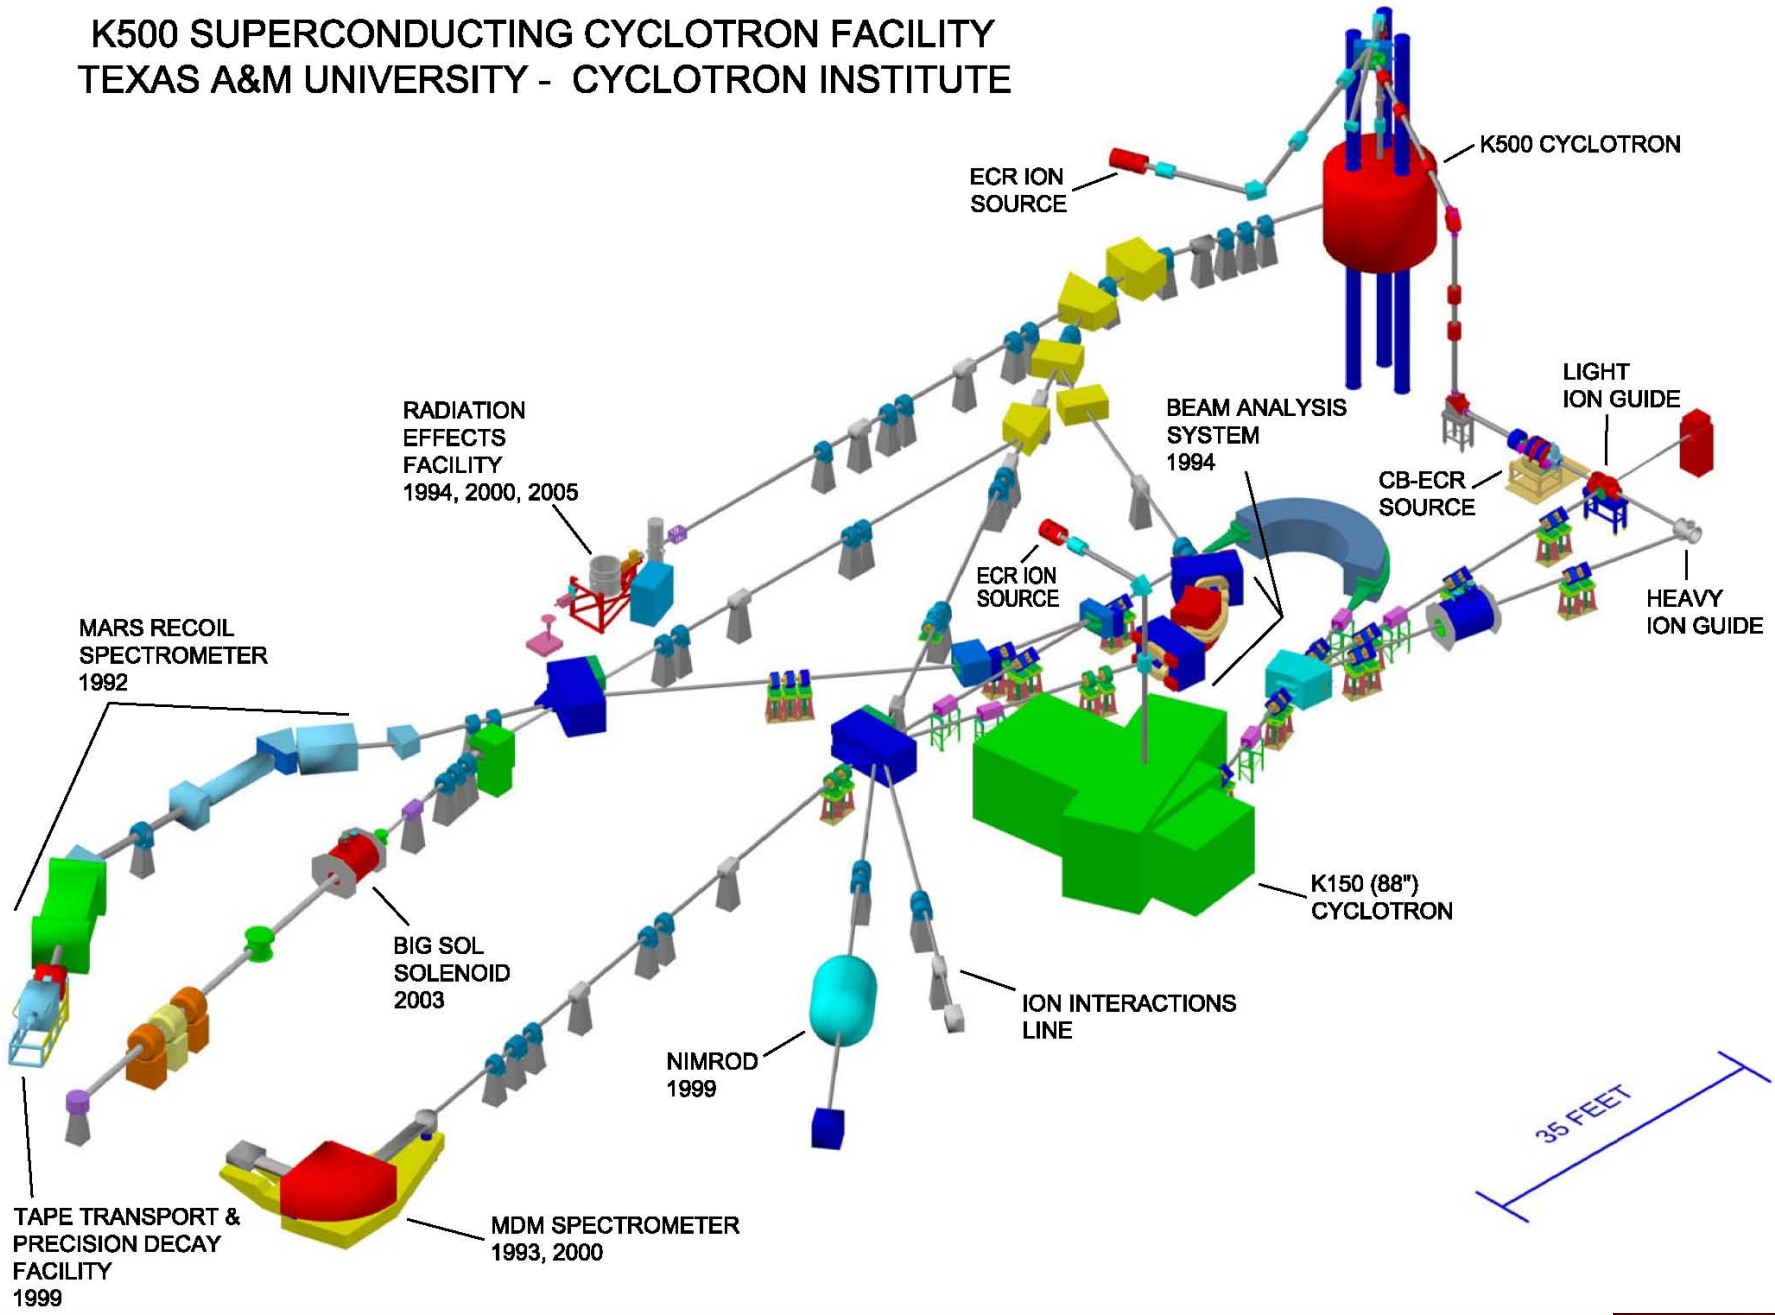 K500 SUPERCONDUCTING CYCLOTRON FACILITY
TEXAS A&M UNIVERSITY - CYCLOTRON INSTITUTE
K500 CYCLOTRON
ECR ION
SOURCE
LIGHT
ION GUIDE
RADIATION
EFFECTS
FACILITY
1994, 2000, 2005
BEAM ANALYSIS
SYSTEM
1994
CB-ECR
SOURCE
ECR ION
SOURCE
HEAVY
ION GUIDE
MARS RECOIL
SPECTROMETER
1992
K150 (88")
CYCLOTRON
BIG SOL
SOLENOID
2003
ION INTERACTIONS
LINE
NIMROD
1999
35 FEET
TAPE TRANSPORT &
PRECISION DECAY
FACILITY
1999
MDM SPECTROMETER
1993, 2000